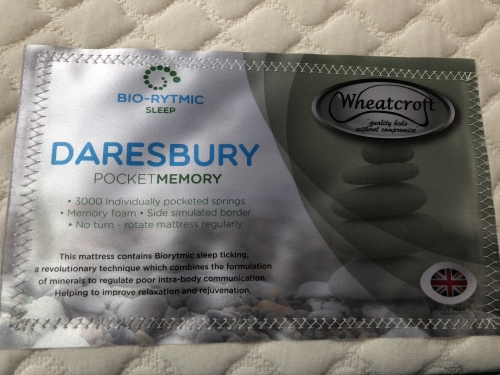 BIO-RYTMIC
SLEEP
Wheatcroft
quality beds
without compromise
DARESBURY
POCKETMEMORY
• 3000 Individually pocketed springs
• Memory foam • Side simulated border
• No turn - rotate mattress regularly
This mattress contains Biorytmic sleep ticking,
a revolutionary technique which combines the formulation
of minerals to regulate poor intra-body communication.
Helping to improve relaxation and rejuvenation.